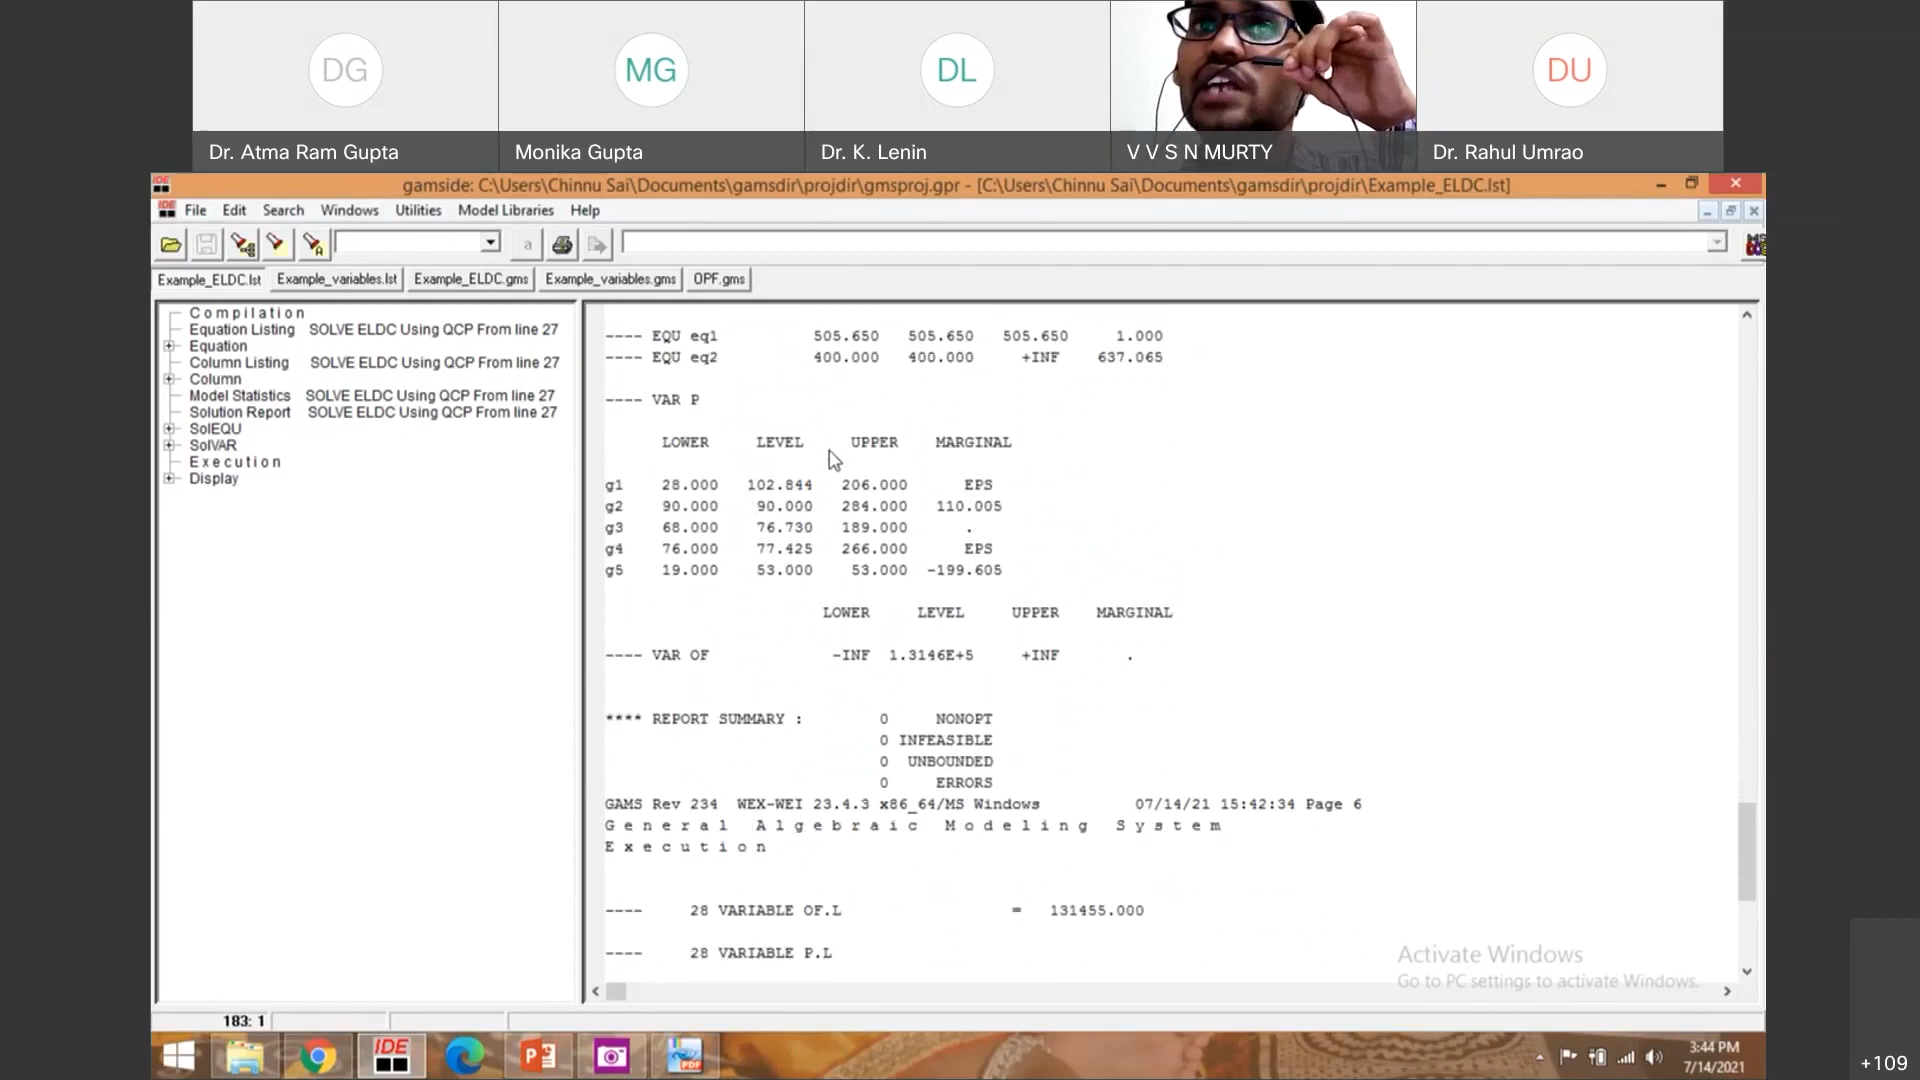 DG
MG
DL
DU
Dr. Atma Ram Gupta
Monika Gupta
Dr. K. Lenin
V V S N MURTY
Dr. Rahul Umrao
IDE
gamside: C:\Users\Chinnu Sai\Documents\gamsdir\projdir\gmsproj.gpr - [C:\Users\Chinnu Sai\Documents\gamsdir\projdir\Example_ELDC.lst]
IDE
File Edit Search Windows Utilities Model Libraries Help
a
Example_ELDC.lst Example_variables.lst Example_ELDC.gms Example_variables.gms OPF.gms
Compilation
Equation Listing SOLVE ELDC Using QCP From line 27
Equation
Column Listing SOLVE ELDC Using QCP From line 27
Column
Model Statistics SOLVE ELDC Using QCP From line 27
Solution Report SOLVE ELDC Using QCP From line 27
SolEQU
SolVAR
Execution
Display
---- EQU eq1 505.650 505.650 505.650 1.000
---- EQU eq2 400.000 400.000 +INF 637.065
---- VAR P
LOWER LEVEL UPPER MARGINAL
g1 28.000 102.844 206.000 EPS
g2 90.000 90.000 284.000 110.005
g3 68.000 76.730 189.000 .
g4 76.000 77.425 266.000 EPS
g5 19.000 53.000 53.000 -199.605
LOWER LEVEL UPPER MARGINAL
---- VAR OF -INF 1.3146E+5 +INF .
**** REPORT SUMMARY : 0 NONOPT
0 INFEASIBLE
0 UNBOUNDED
0 ERRORS
GAMS Rev 234 WEX-WEI 23.4.3 x86_64/MS Windows 07/14/21 15:42:34 Page 6
G e n e r a l A l g e b r a i c M o d e l i n g S y s t e m
E x e c u t i o n
---- 28 VARIABLE OF.L = 131455.000
---- 28 VARIABLE P.L
Activate Windows
Go to PC settings to activate Windows.
183: 1
IDE
PDF
3:44 PM
7/14/2021
+109